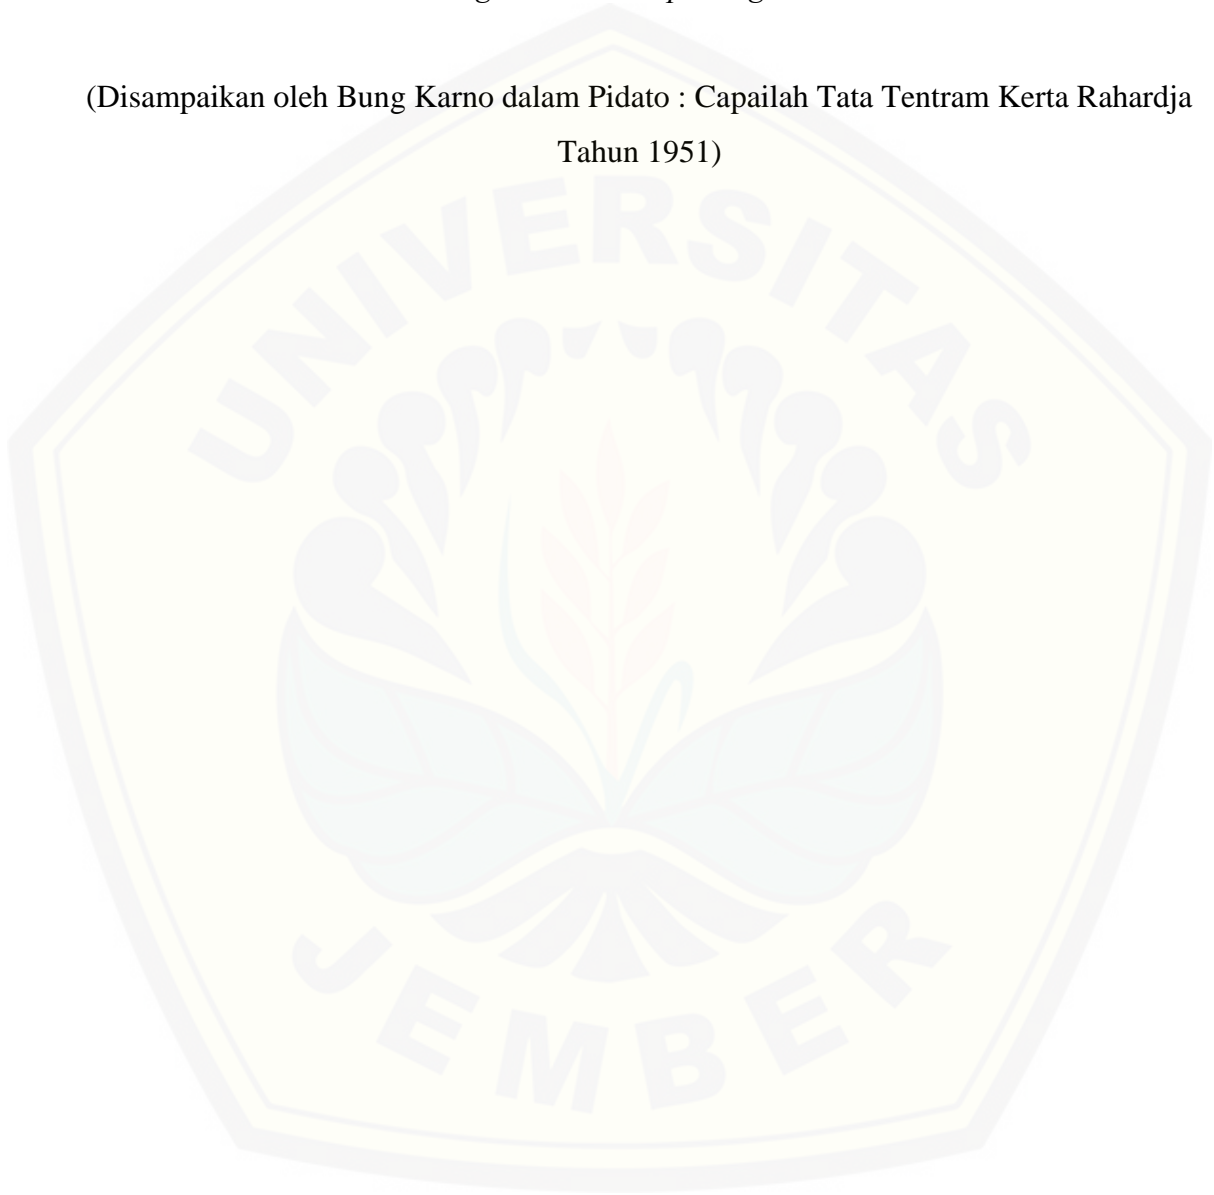 (Disampaikan oleh Bung Karno dalam Pidato : Capailah Tata Tentram Kerta Rahardja
Tahun 1951)
UNIVERSITAS
JEMBER